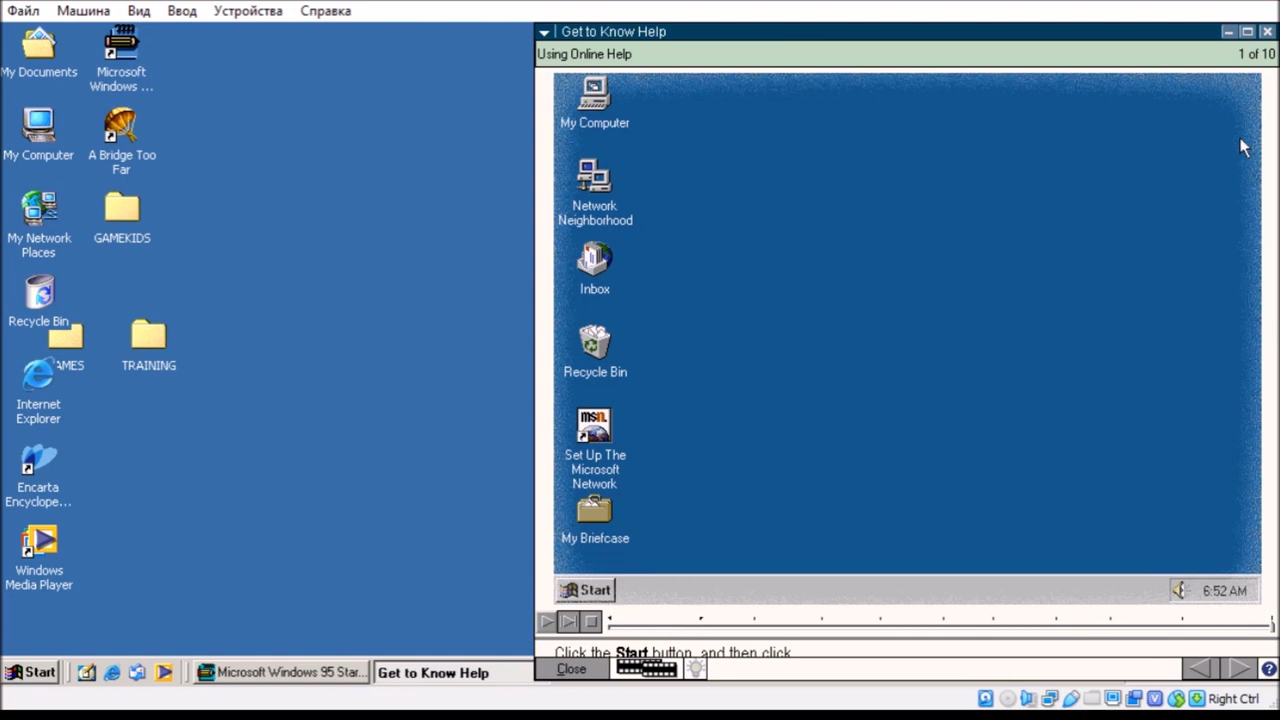 Файл Машина Вид Ввод Устройства Справка
My Documents
Microsoft
Windows ...
My Computer
A Bridge Too
Far
My Network
Places
GAMEKIDS
Recycle Bin
AMES
TRAINING
Internet
Explorer
Encarta
Encyclope...
Windows
Media Player
Get to Know Help
Using Online Help
1 of 10
My Computer
Network
Neighborhood
Inbox
Recycle Bin
msn
Set Up The
Microsoft
Network
My Briefcase
Start
6:52 AM
Click the Start button, and then click
Close
Start
Microsoft Windows 95 Star...
Get to Know Help
Right Ctrl